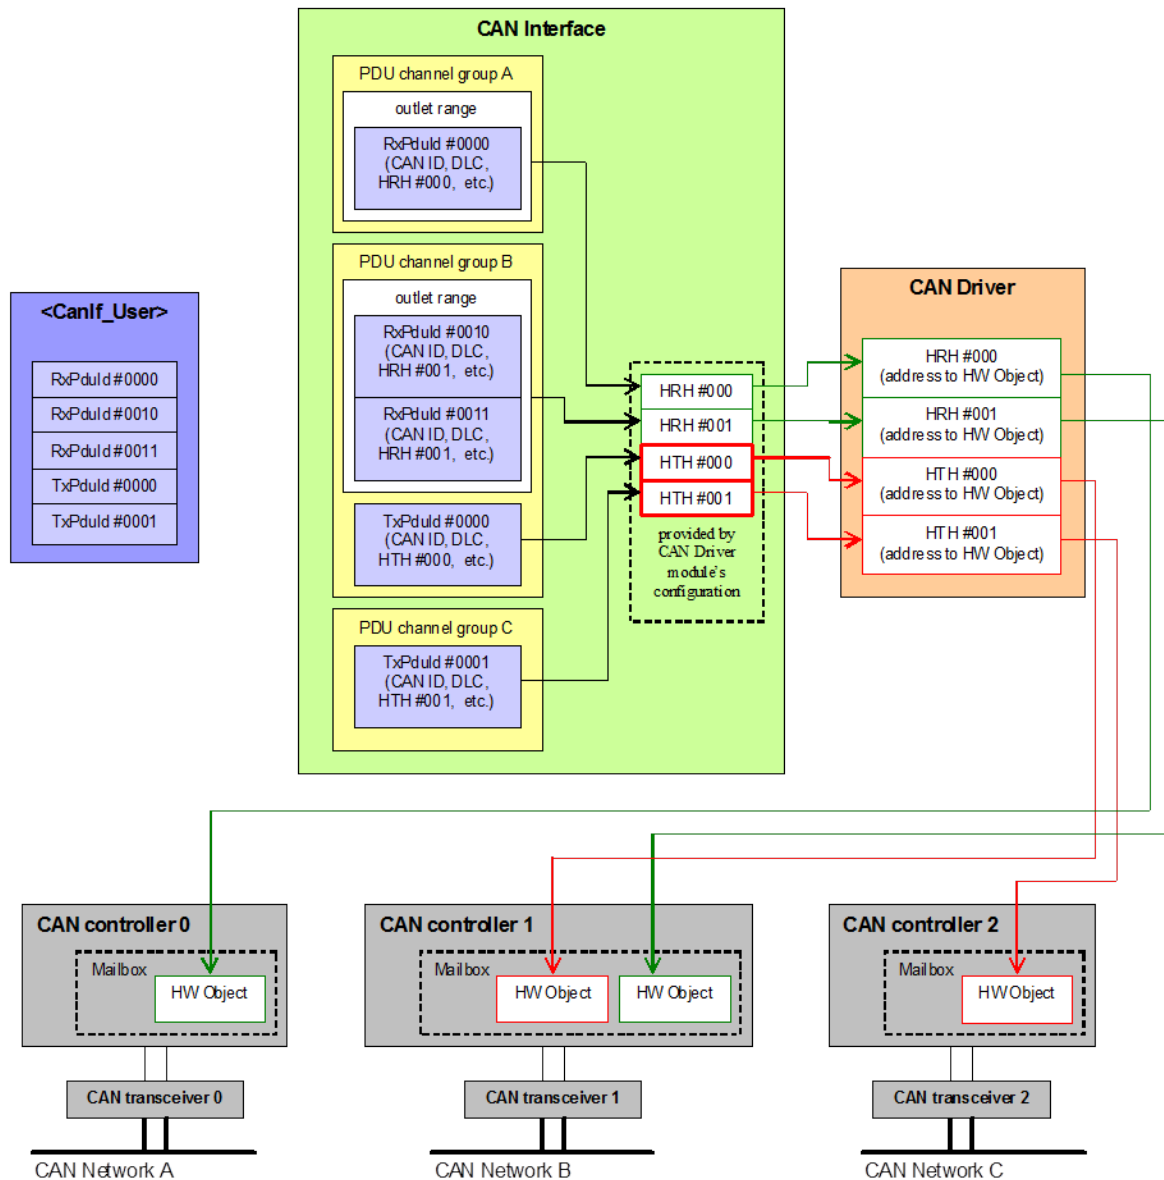 CAN Interface
PDU channel group A
outlet range
RxPduId #0000
(CAN ID, DLC,
HRH #000, etc.)
PDU channel group B
outlet range
RxPduId #0010
(CAN ID, DLC,
HRH #001, etc.)
RxPduId #0011
(CAN ID, DLC,
HRH #001, etc.)
TxPduId #0000
(CAN ID, DLC,
HTH #000, etc.)
PDU channel group C
TxPduId #0001
(CAN ID, DLC,
HTH #001, etc.)
HRH #000
HRH #001
HTH #000
HTH #001
provided by
CAN Driver
module's
configuration
<CanIf_User>
RxPduId #0000
RxPduId #0010
RxPduId #0011
TxPduId #0000
TxPduId #0001
CAN Driver
HRH #000
(address to HW Object)
HRH #001
(address to HW Object)
HTH #000
(address to HW Object)
HTH #001
(address to HW Object)
CAN controller 0
Mailbox
HW Object
CAN transceiver 0
CAN Network A
CAN controller 1
Mailbox
HW Object
HW Object
CAN transceiver 1
CAN Network B
CAN controller 2
Mailbox
HW Object
CAN transceiver 2
CAN Network C